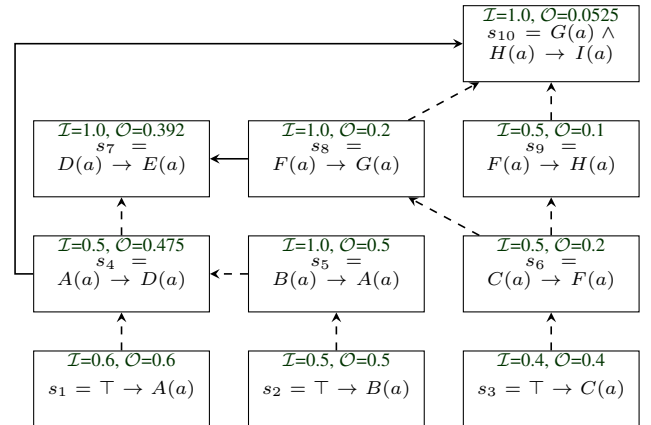 𝓘=1.0, 𝓞=0.0525
s₁₀ = G(a) ∧
H(a) → I(a)
𝓘=1.0, 𝓞=0.392
s₇ =
D(a) → E(a)
𝓘=1.0, 𝓞=0.2
s₈ =
F(a) → G(a)
𝓘=0.5, 𝓞=0.1
s₉ =
F(a) → H(a)
𝓘=0.5, 𝓞=0.475
s₄ =
A(a) → D(a)
𝓘=1.0, 𝓞=0.5
s₅ =
B(a) → A(a)
𝓘=0.5, 𝓞=0.2
s₆ =
C(a) → F(a)
𝓘=0.6, 𝓞=0.6
s₁ = ⊤ → A(a)
𝓘=0.5, 𝓞=0.5
s₂ = ⊤ → B(a)
𝓘=0.4, 𝓞=0.4
s₃ = ⊤ → C(a)